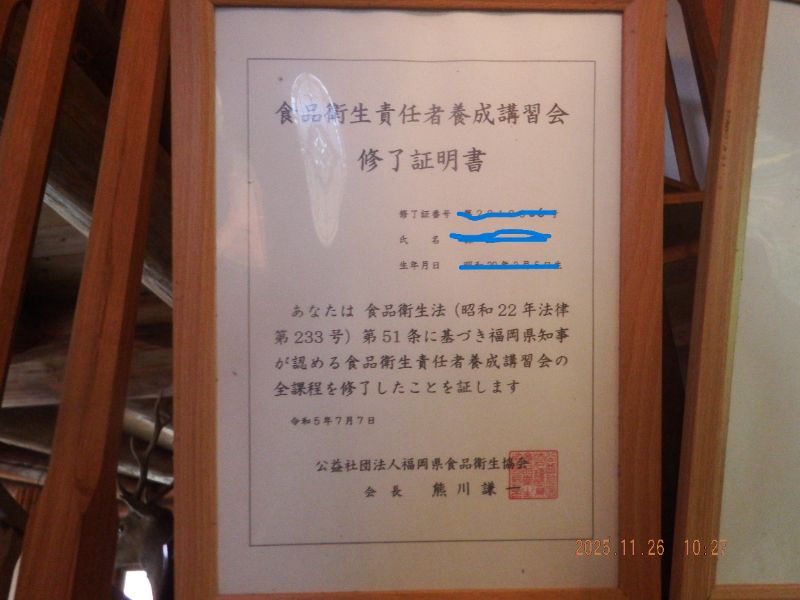 食品衛生責任者養成講習会
修了証明書
修了証番号
氏 名
生年月日
あなたは 食品衛生法(昭和22年法律
第233号)第51条に基づき福岡県知事
が認める食品衛生責任者養成講習会の
全課程を修了したことを証します
令和5年7月7日
公益社団法人福岡県食品衛生協会
会 長 熊川謙一
2025.11.26 10:27